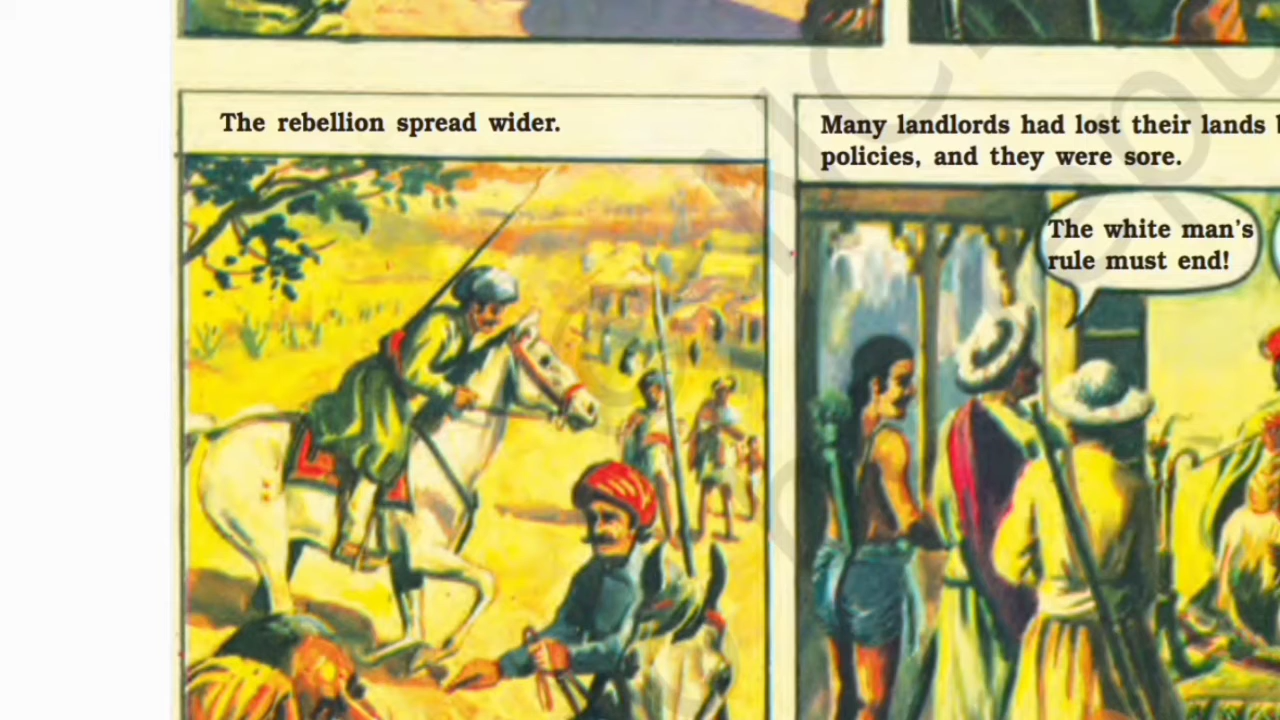 The rebellion spread wider.
Many landlords had lost their lands
policies, and they were sore.
The white man's
rule must end!